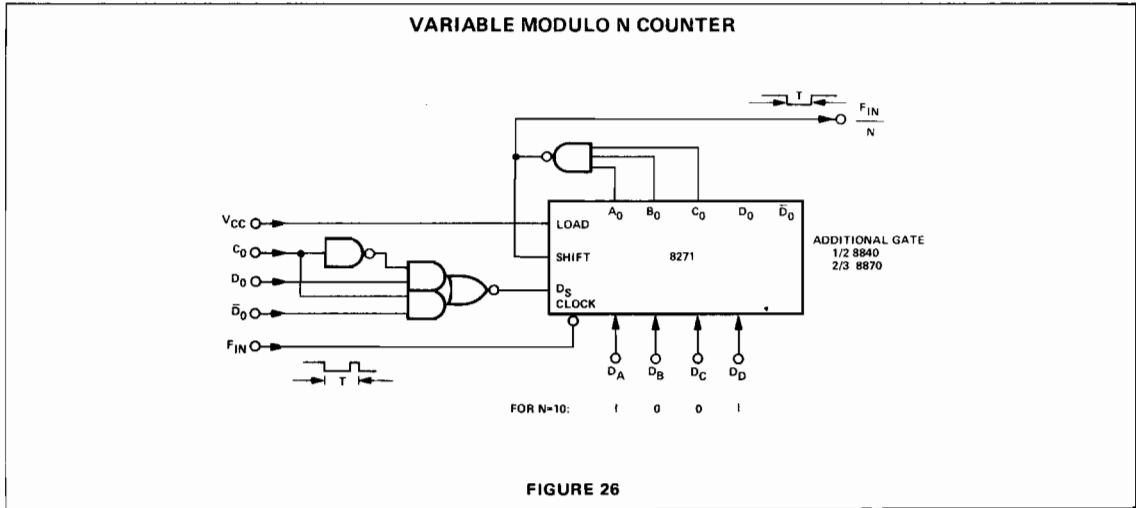 VARIABLE MODULO N COUNTER
T
F_IN
N
A_0 B_0 C_0 D_0 D̅_0
V_CC
LOAD
C_0
SHIFT
8271
ADDITIONAL GATE
1/2 8840
2/3 8870
D_0
D_S
CLOCK
D̅_0
F_IN
T
D_A D_B D_C D_D
FOR N=10: 1 0 0 1
FIGURE 26